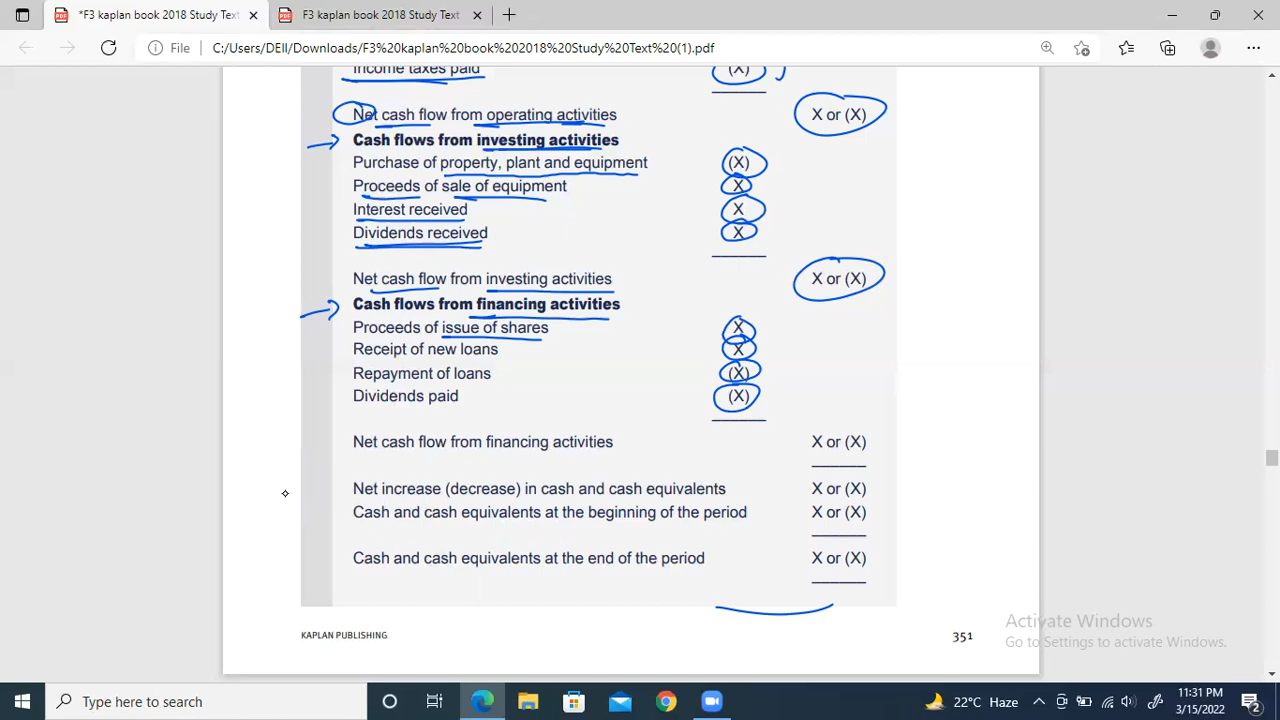 *F3 kaplan book 2018 Study Text
F3 kaplan book 2018 Study Text
File
C:/Users/DEll/Downloads/F3%20kaplan%20book%202018%20Study%20Text%20(1).pdf
Income taxes paid (X)
Net cash flow from operating activities X or (X)
Cash flows from investing activities
Purchase of property, plant and equipment (X)
Proceeds of sale of equipment X
Interest received X
Dividends received X
Net cash flow from investing activities X or (X)
Cash flows from financing activities
Proceeds of issue of shares X
Receipt of new loans X
Repayment of loans (X)
Dividends paid (X)
Net cash flow from financing activities X or (X)
Net increase (decrease) in cash and cash equivalents X or (X)
Cash and cash equivalents at the beginning of the period X or (X)
Cash and cash equivalents at the end of the period X or (X)
KAPLAN PUBLISHING 351
Activate Windows
Go to Settings to activate Windows.
Type here to search
22°C Haze
11:31 PM
3/15/2022
2